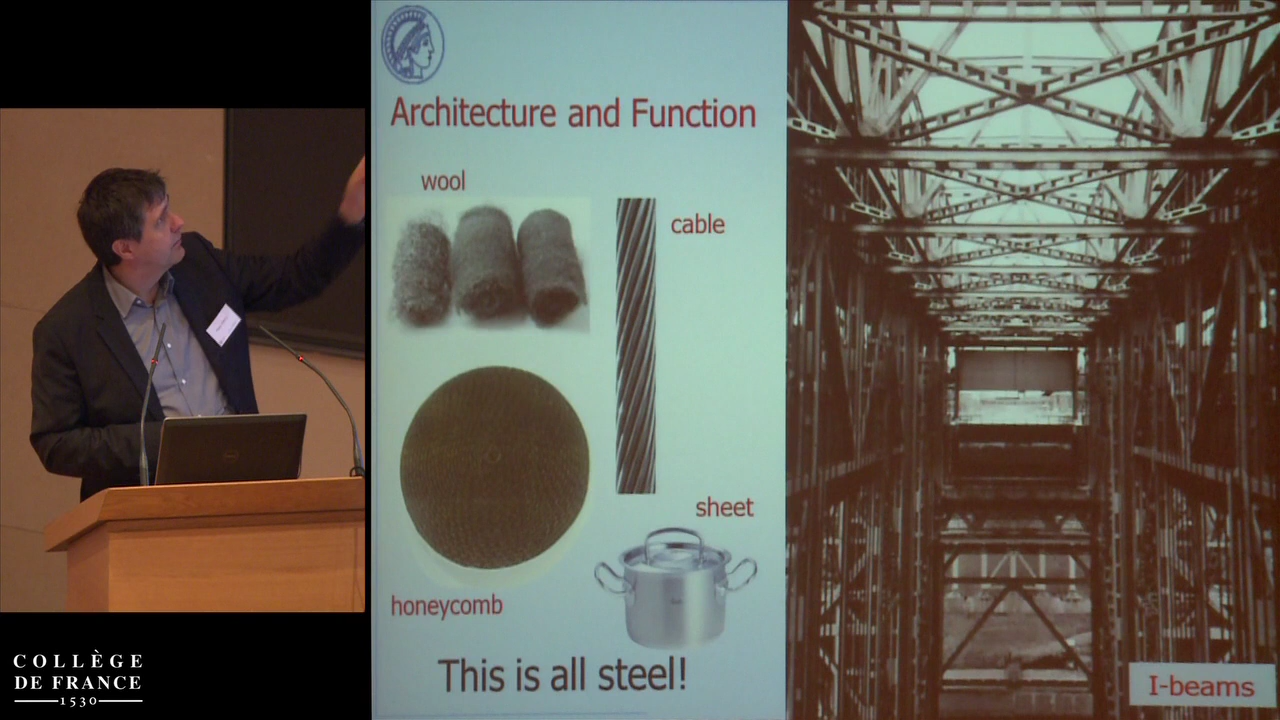 Architecture and Function
wool
cable
sheet
honeycomb
This is all steel!
I-beams
COLLÈGE
DE FRANCE
1530